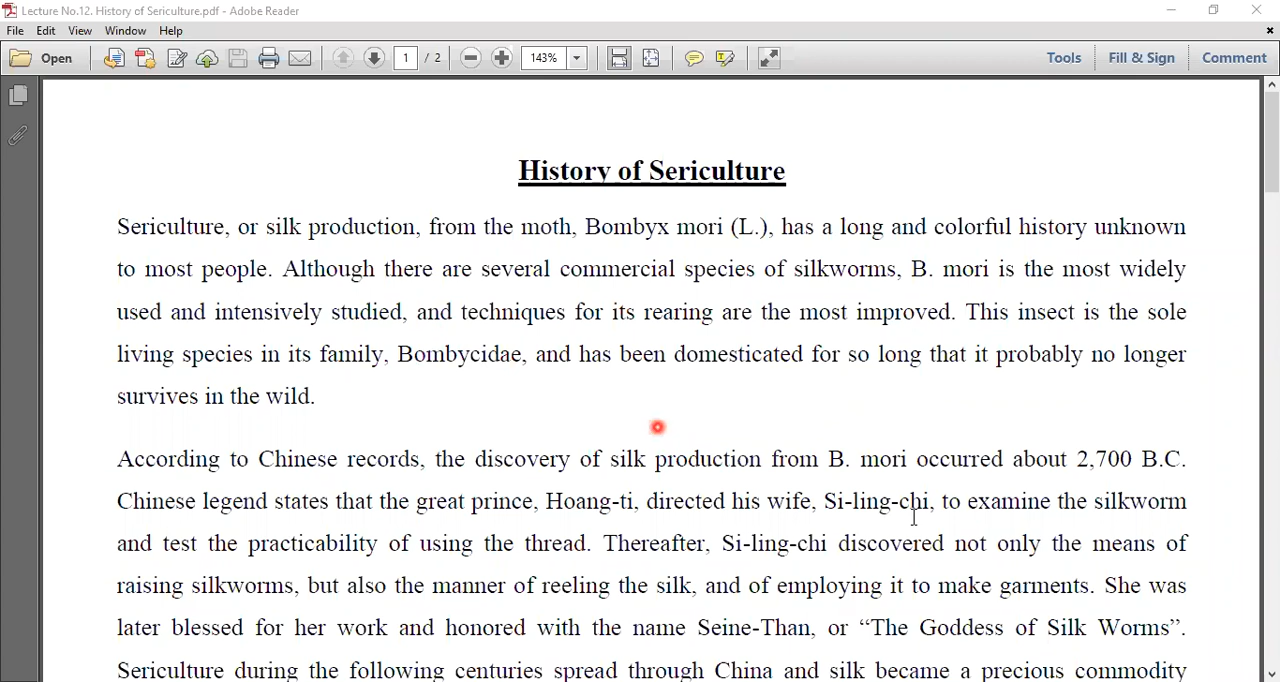 Lecture No.12. History of Sericulture.pdf - Adobe Reader
File Edit View Window Help
Open 1 / 2 143% Tools Fill & Sign Comment
History of Sericulture
Sericulture, or silk production, from the moth, Bombyx mori (L.), has a long and colorful history unknown
to most people. Although there are several commercial species of silkworms, B. mori is the most widely
used and intensively studied, and techniques for its rearing are the most improved. This insect is the sole
living species in its family, Bombycidae, and has been domesticated for so long that it probably no longer
survives in the wild.
According to Chinese records, the discovery of silk production from B. mori occurred about 2,700 B.C.
Chinese legend states that the great prince, Hoang-ti, directed his wife, Si-ling-chi, to examine the silkworm
and test the practicability of using the thread. Thereafter, Si-ling-chi discovered not only the means of
raising silkworms, but also the manner of reeling the silk, and of employing it to make garments. She was
later blessed for her work and honored with the name Seine-Than, or “The Goddess of Silk Worms”.
Sericulture during the following centuries spread through China and silk became a precious commodity